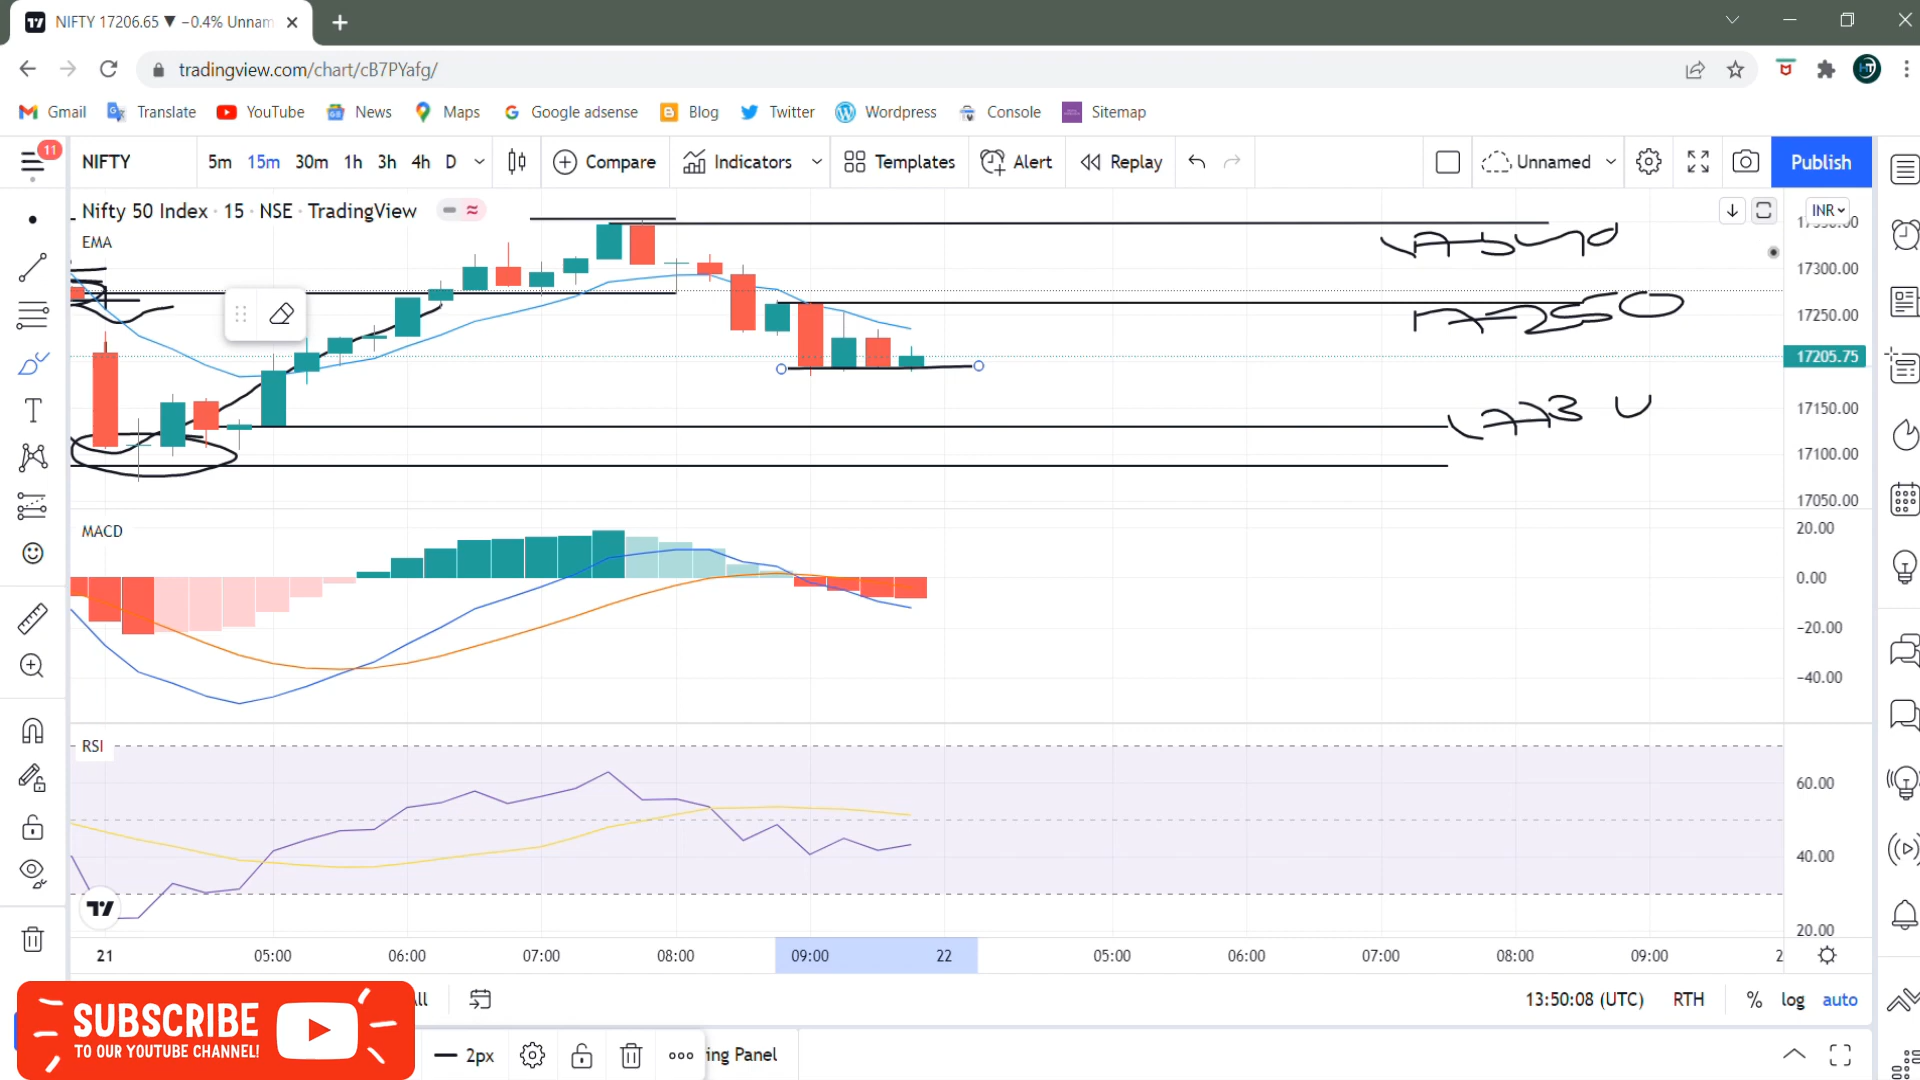 NIFTY 17206.65 ▼ −0.4% Unnam
tradingview.com/chart/cB7PYafg/
Gmail Translate YouTube News Maps Google adsense Blog Twitter Wordpress Console Sitemap
11
NIFTY 5m 15m 30m 1h 3h 4h D Compare Indicators Templates Alert Replay Unnamed Publish
Nifty 50 Index · 15 · NSE · TradingView
INR
EMA
17300.00
17250
17250.00
17205.75
17150.00
17100.00
17050.00
MACD
20.00
0.00
−20.00
−40.00
RSI
60.00
40.00
20.00
21 05:00 06:00 07:00 08:00 09:00 22 05:00 06:00 07:00 08:00 09:00 2
13:50:08 (UTC) RTH % log auto
SUBSCRIBE
TO OUR YOUTUBE CHANNEL!
2px
ing Panel